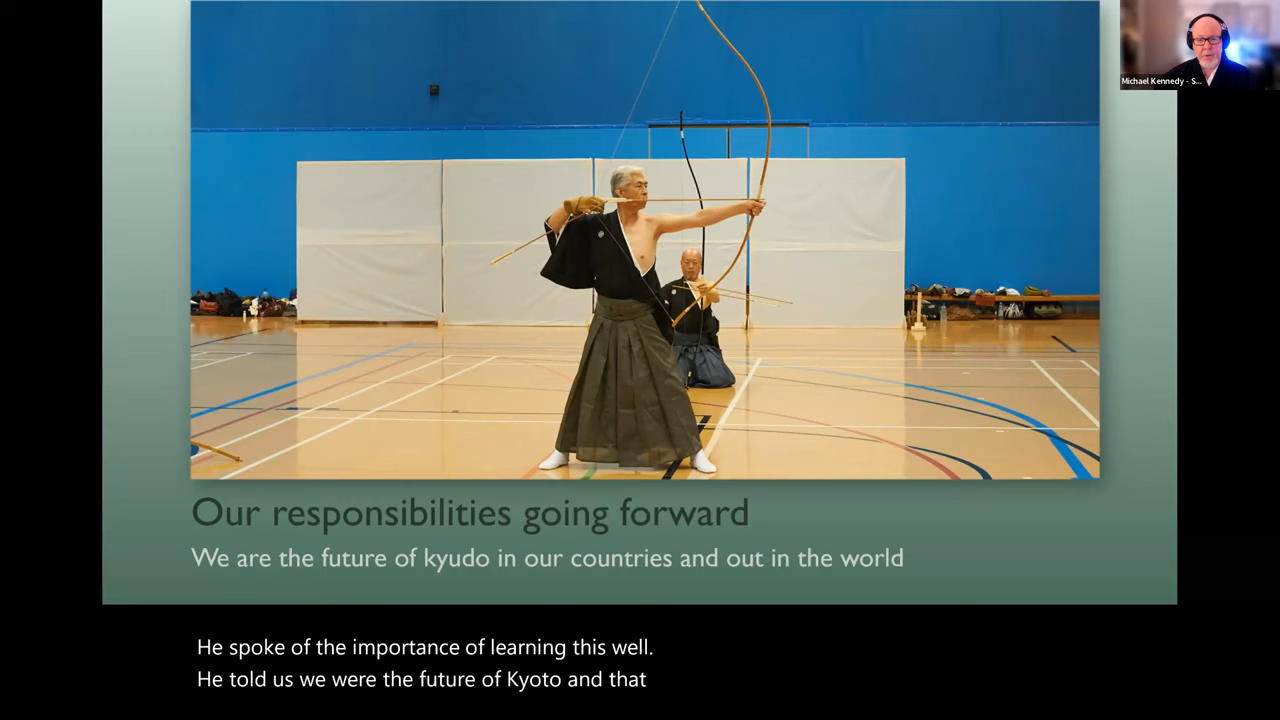 Michael Kennedy - S...
Our responsibilities going forward
We are the future of kyudo in our countries and out in the world
He spoke of the importance of learning this well.
He told us we were the future of Kyoto and that